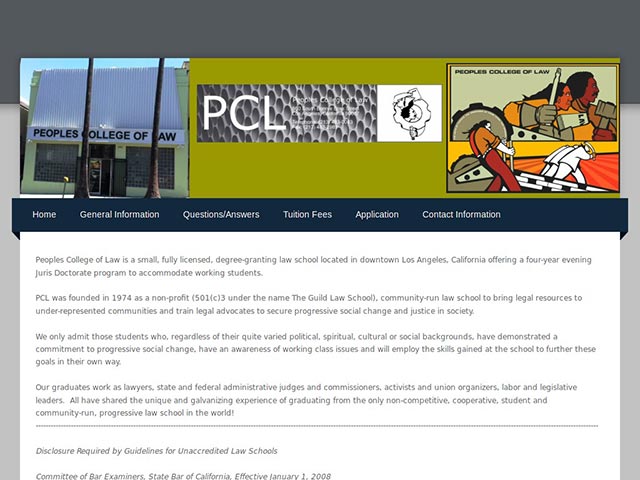 PEOPLES COLLEGE OF LAW
PCL
Peoples College of Law
PEOPLES COLLEGE OF LAW
Home
General Information
Questions/Answers
Tuition Fees
Application
Contact Information
Peoples College of Law is a small, fully licensed, degree-granting law school located in downtown Los Angeles, California offering a four-year evening
Juris Doctorate program to accommodate working students.
PCL was founded in 1974 as a non-profit (501(c)3 under the name The Guild Law School), community-run law school to bring legal resources to
under-represented communities and train legal advocates to secure progressive social change and justice in society.
We only admit those students who, regardless of their quite varied political, spiritual, cultural or social backgrounds, have demonstrated a
commitment to progressive social change, have an awareness of working class issues and will employ the skills gained at the school to further these
goals in their own way.
Our graduates work as lawyers, state and federal administrative judges and commissioners, activists and union organizers, labor and legislative
leaders.  All have shared the unique and galvanizing experience of graduating from the only non-competitive, cooperative, student and
community-run, progressive law school in the world!
Disclosure Required by Guidelines for Unaccredited Law Schools
Committee of Bar Examiners, State Bar of California, Effective January 1, 2008